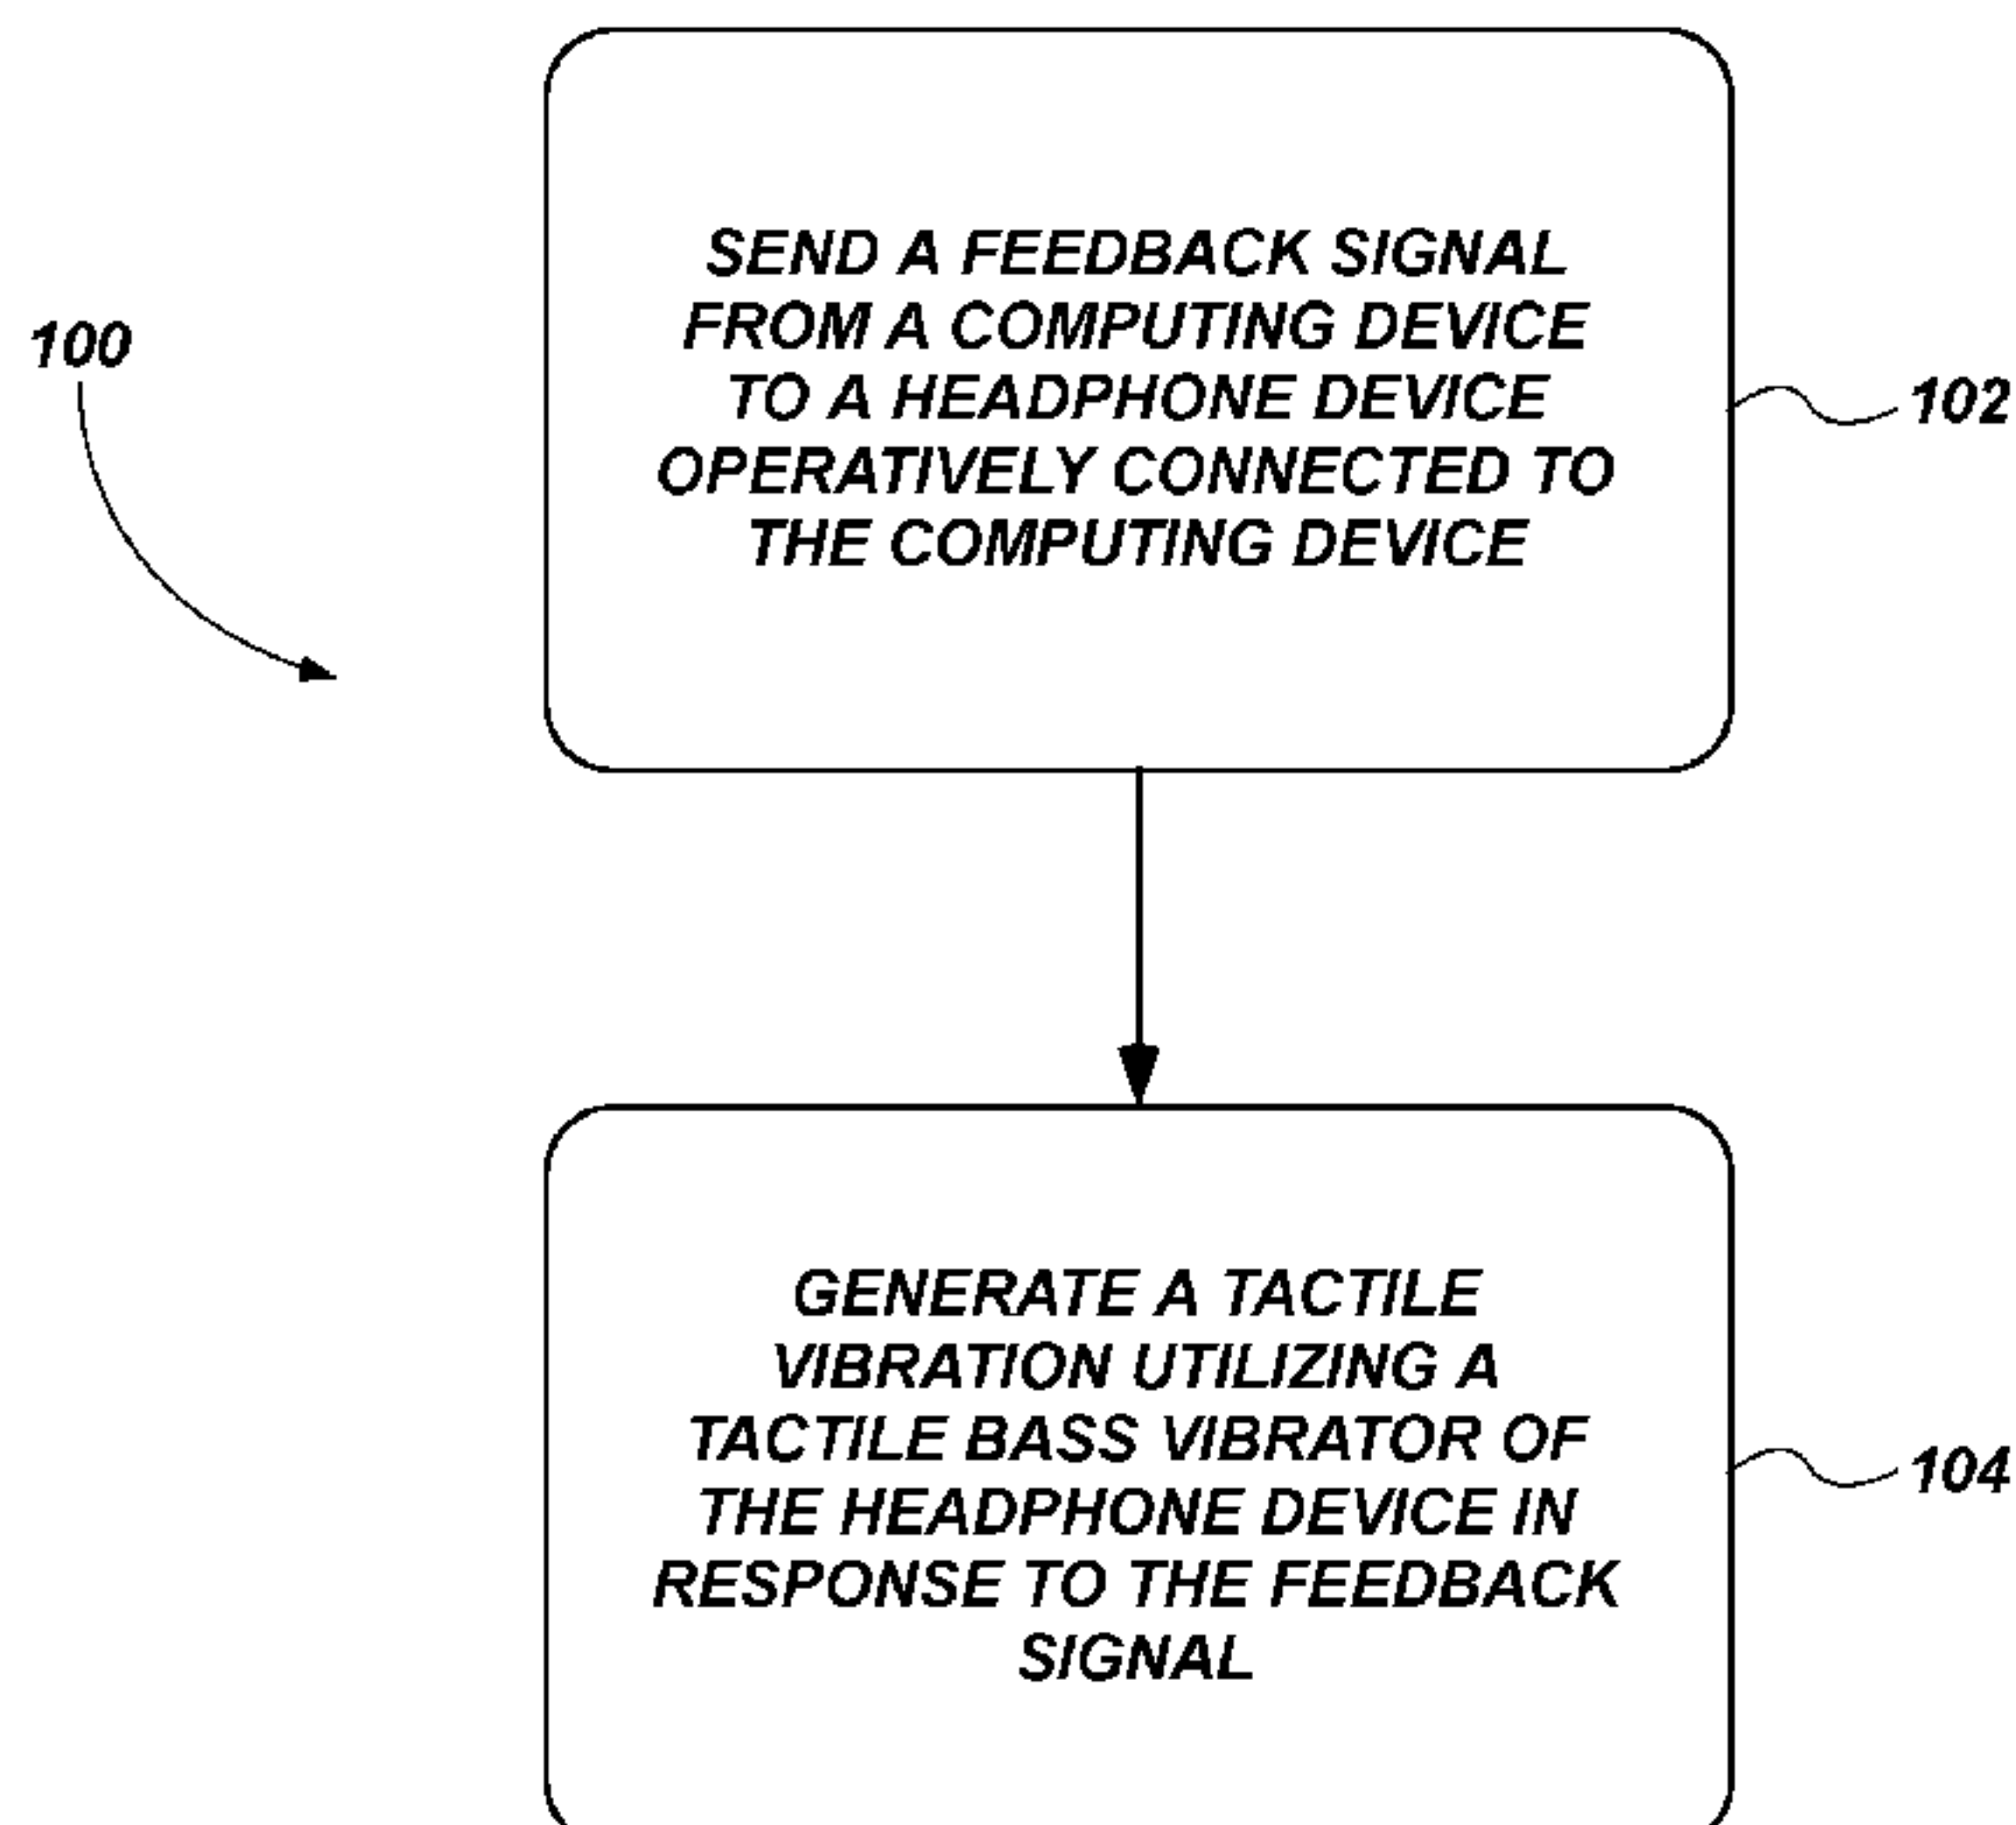 100
SEND A FEEDBACK SIGNAL
FROM A COMPUTING DEVICE
TO A HEADPHONE DEVICE
OPERATIVELY CONNECTED TO
THE COMPUTING DEVICE
102
GENERATE A TACTILE
VIBRATION UTILIZING A
TACTILE BASS VIBRATOR OF
THE HEADPHONE DEVICE IN
RESPONSE TO THE FEEDBACK
SIGNAL
104